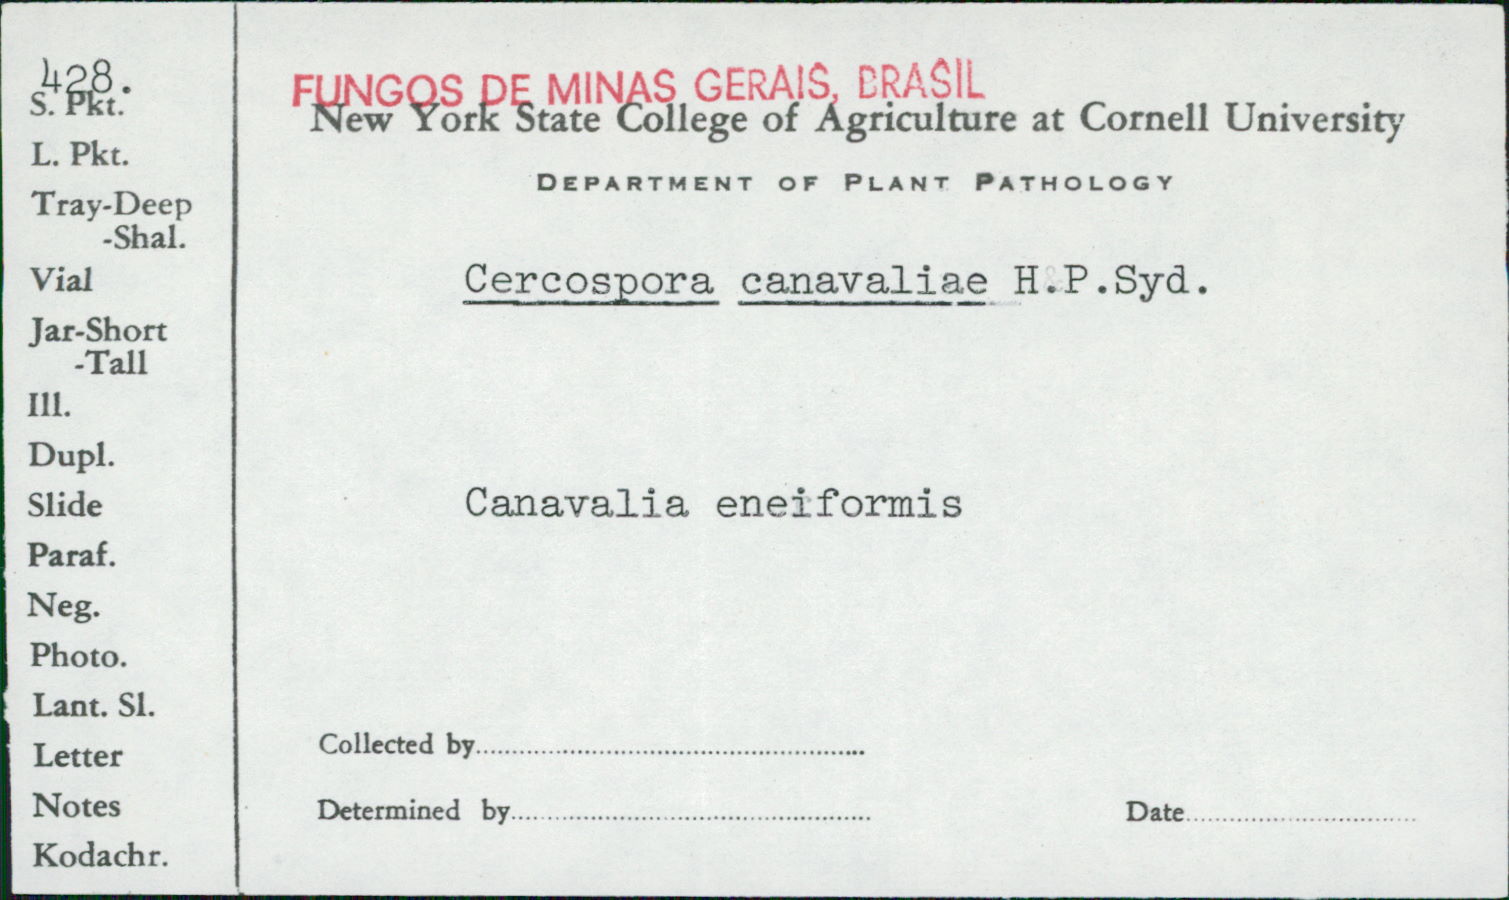 428.
S. Pkt.
L. Pkt.
Tray-Deep
-Shal.
Vial
Jar-Short
-Tall
Ill.
Dupl.
Slide
Paraf.
Neg.
Photo.
Lant. Sl.
Letter
Notes
Kodachr.
FUNGOS DE MINAS GERAIS, BRASIL
New York State College of Agriculture at Cornell University
DEPARTMENT OF PLANT PATHOLOGY
Cercospora canavaliae H.P.Syd.
Canavalia eneiformis
Collected by
Determined by
Date